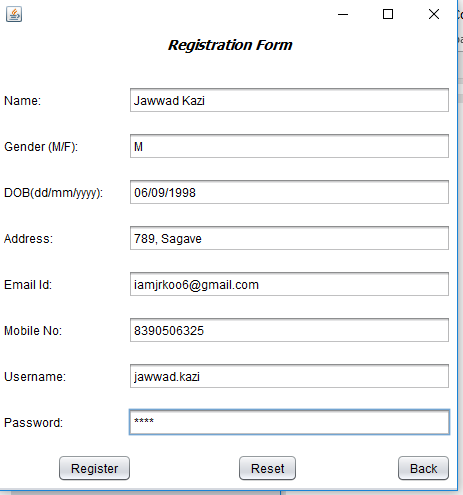 Registration Form
Name: Jawwad Kazi
Gender (M/F): M
DOB(dd/mm/yyyy): 06/09/1998
Address: 789, Sagave
Email Id: iamjrkoo6@gmail.com
Mobile No: 8390506325
Username: jawwad.kazi
Password: ****
Register Reset Back